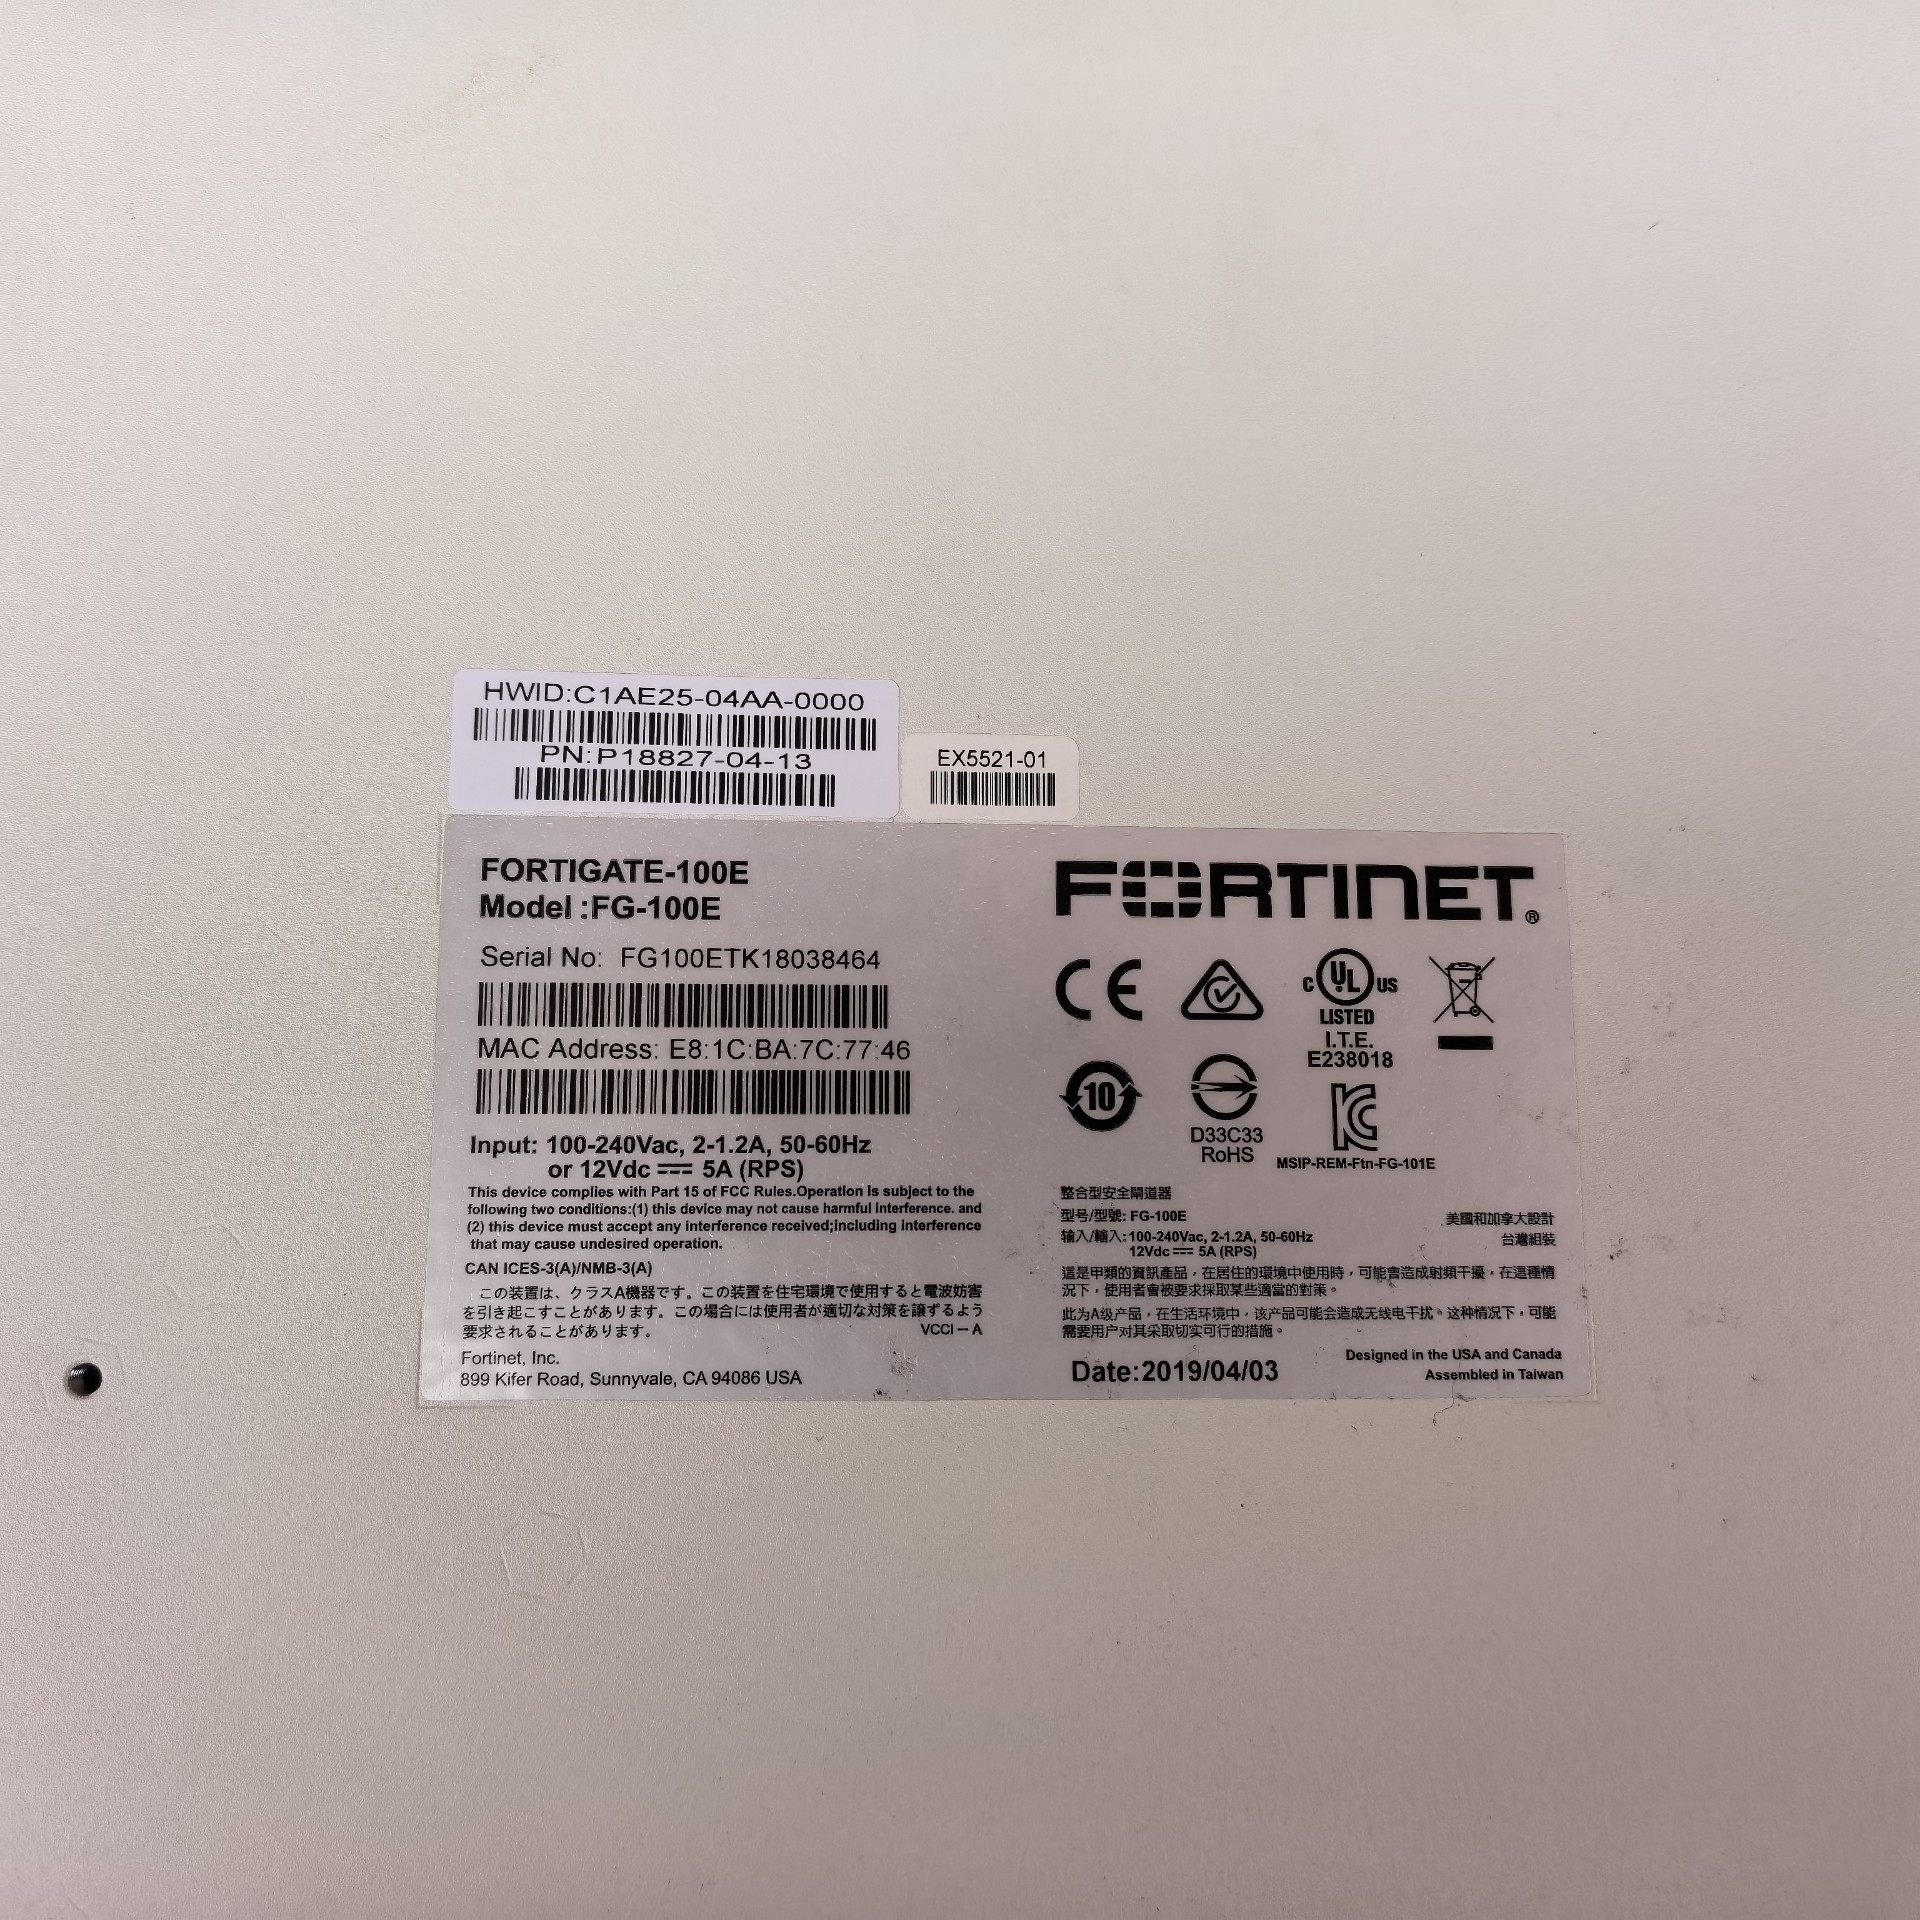 HWID:C1AE25-04AA-0000
PN:P18827-04-13
EX5521-01
FORTIGATE-100E
Model :FG-100E
Serial No: FG100ETK18038464
MAC Address: E8:1C:BA:7C:77:46
Input: 100-240Vac, 2-1.2A, 50-60Hz
or 12Vdc ⎓ 5A (RPS)
This device complies with Part 15 of FCC Rules.Operation Is subject to the
following two conditions:(1) this device may not cause harmful interference. and
(2) this device must accept any interference received;including interference
that may cause undesired operation.
CAN ICES-3(A)/NMB-3(A)
この装置は、クラスA機器です。この装置を住宅環境で使用すると電波妨害
を引き起こすことがあります。この場合には使用者が適切な対策を譲ずるよう
要求されることがあります。 VCCI－A
Fortinet, Inc.
899 Kifer Road, Sunnyvale, CA 94086 USA
FORTINET®
CE
C UL US
LISTED
I.T.E.
E238018
10
D33C33
RoHS
MSIP-REM-Ftn-FG-101E
整合型安全閘道器
型号/型號: FG-100E
输入/輸入: 100-240Vac, 2-1.2A, 50-60Hz
12Vdc ⎓ 5A (RPS)
美國和加拿大設計
台灣組裝
這是甲類的資訊產品，在居住的環境中使用時，可能會造成射頻干擾，在這種情
況下，使用者會被要求採取某些適當的對策。
此为A级产品，在生活环境中，该产品可能会造成无线电干扰。这种情况下，可能
需要用户对其采取切实可行的措施。
Date:2019/04/03
Designed in the USA and Canada
Assembled in Taiwan